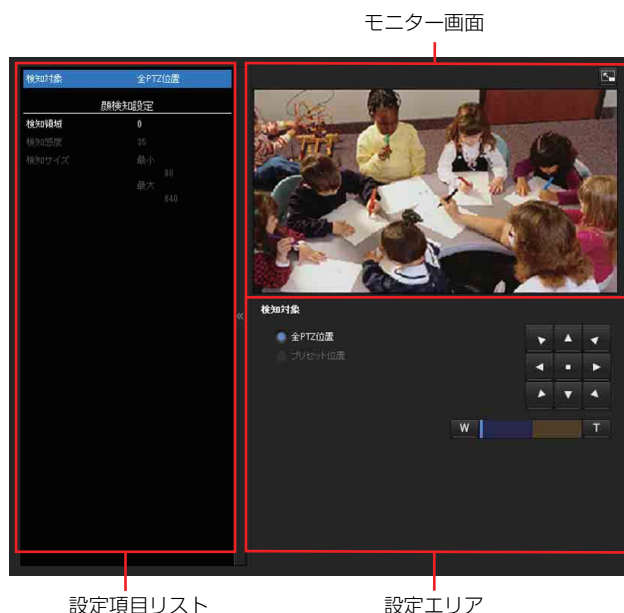 モニター画面
検知対象 全PTZ位置
顔検知設定
検知領域 0
検知感度 35
検知サイズ 最小
80
最大
640
«
検知対象
全PTZ位置
プリセット位置
W T
設定項目リスト 設定エリア